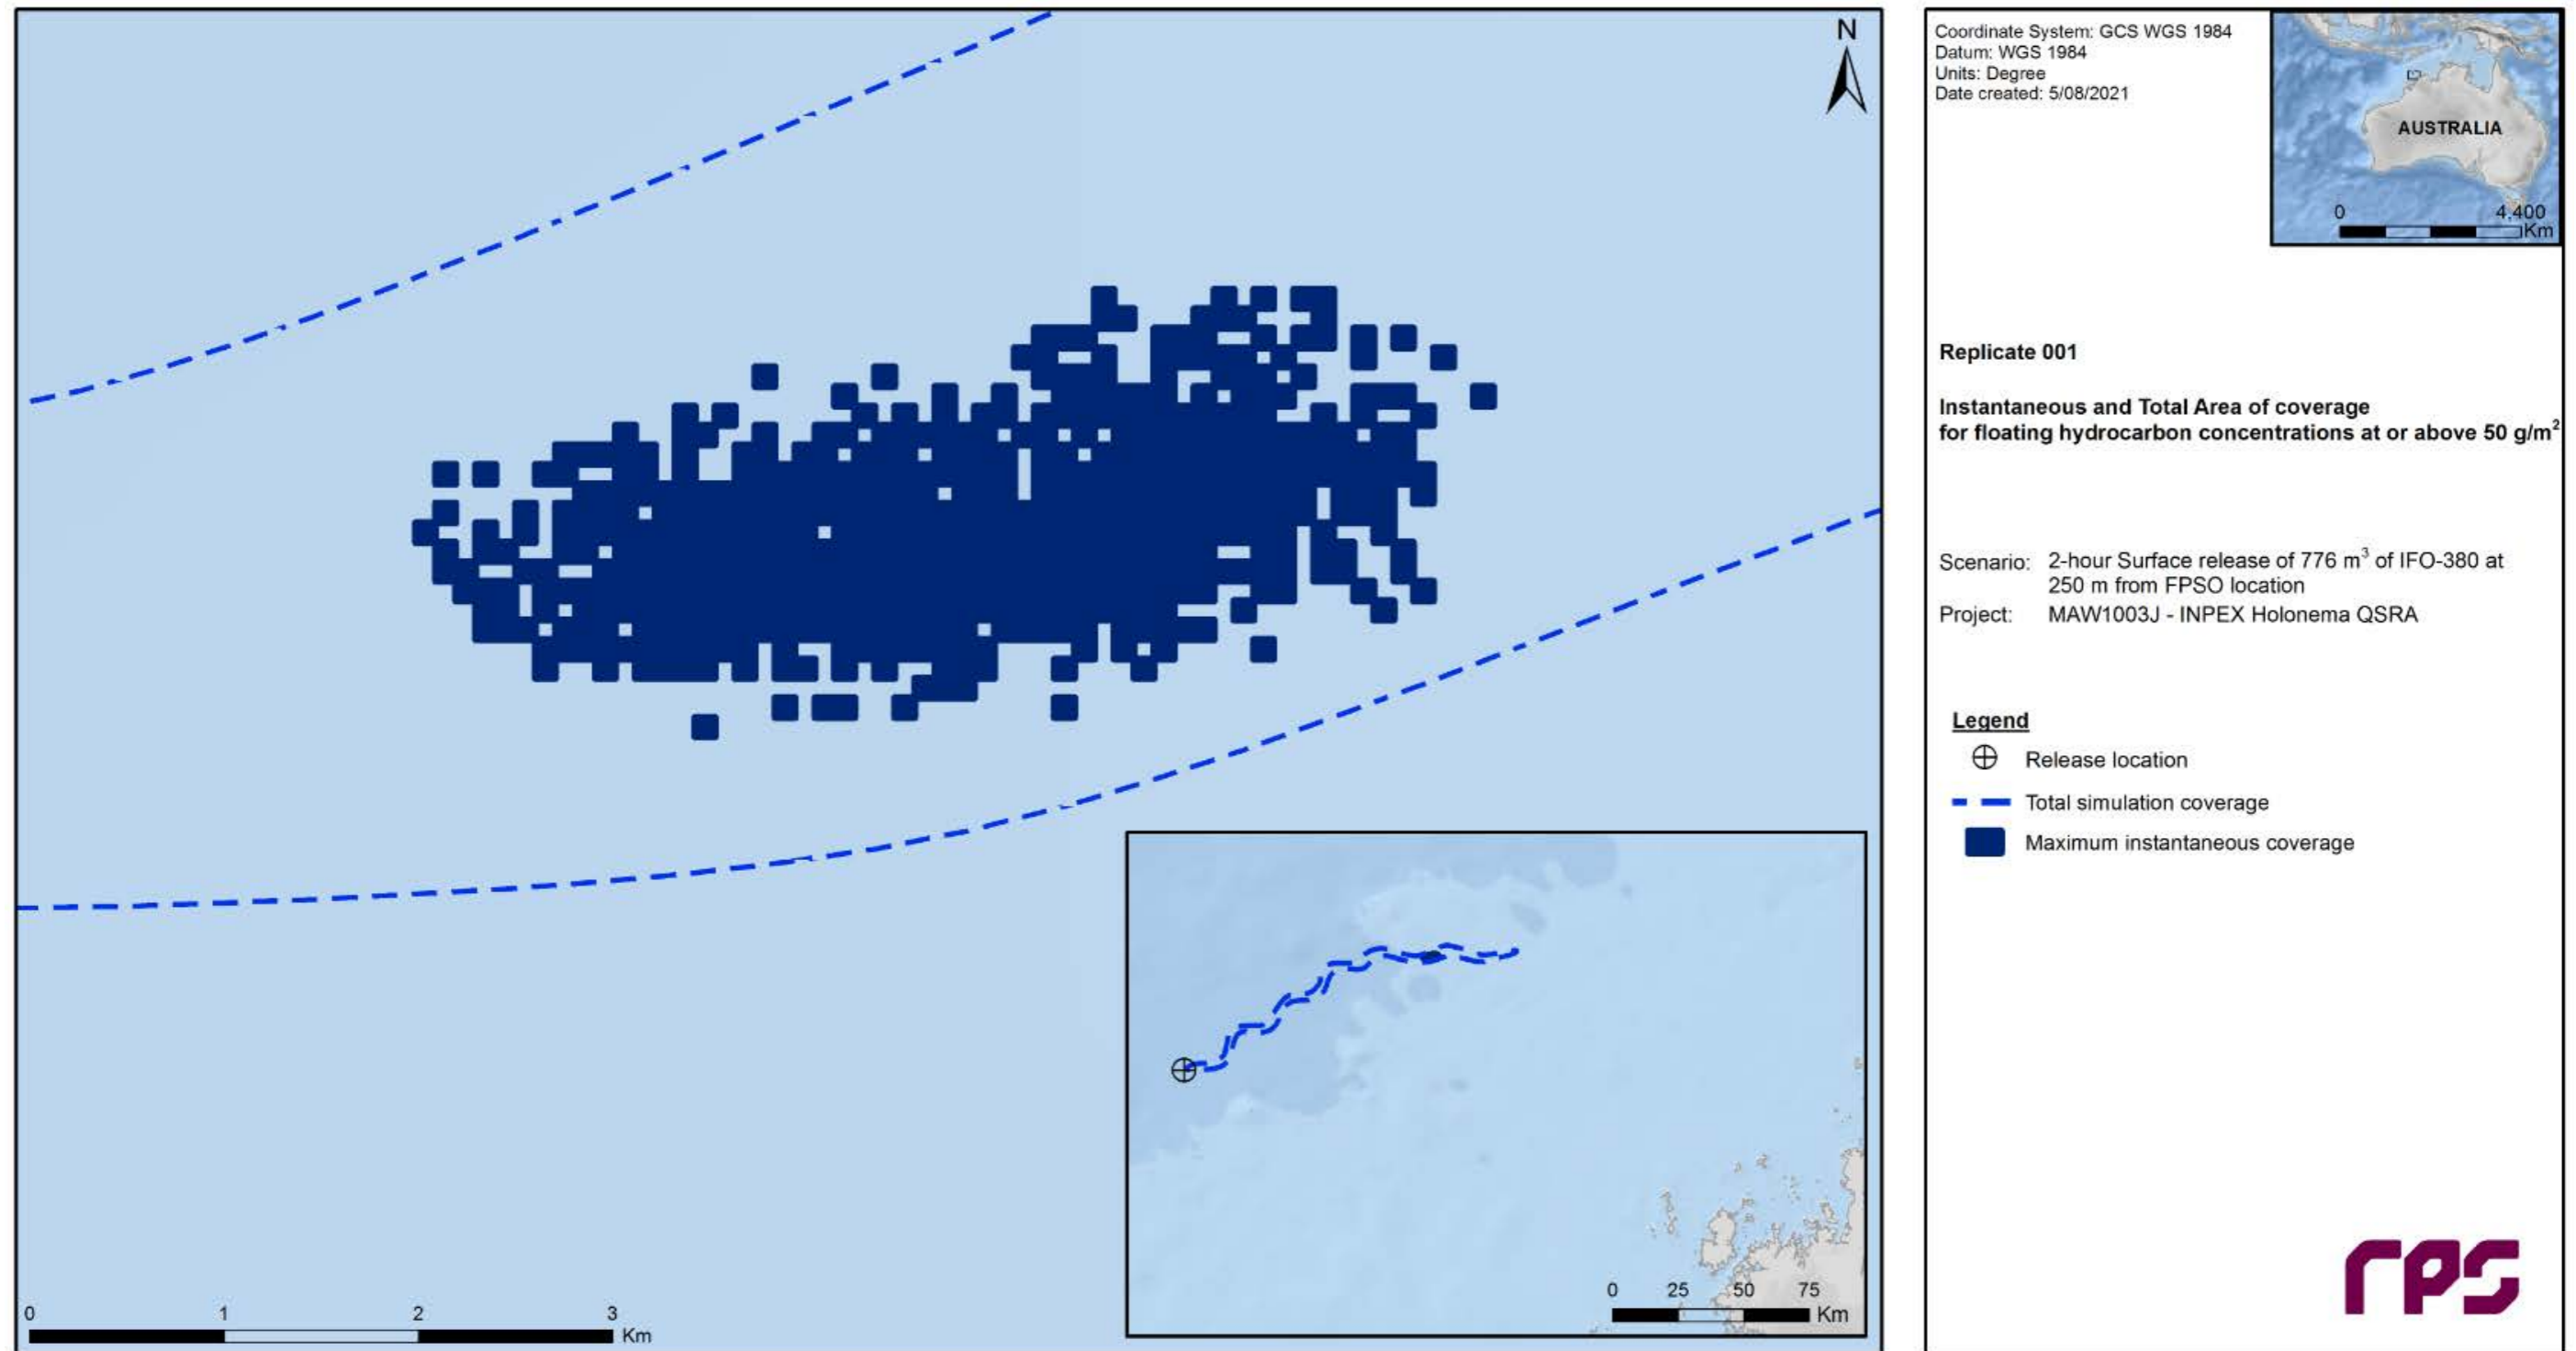 N
Coordinate System: GCS WGS 1984
Datum: WGS 1984
Units: Degree
Date created: 5/08/2021
AUSTRALIA
0 4,400
Km
Replicate 001
Instantaneous and Total Area of coverage
for floating hydrocarbon concentrations at or above 50 g/m²
Scenario: 2-hour Surface release of 776 m³ of IFO-380 at
250 m from FPSO location
Project: MAW1003J - INPEX Holonema QSRA
Legend
Release location
Total simulation coverage
Maximum instantaneous coverage
0 25 50 75
Km
0 1 2 3
Km
rps